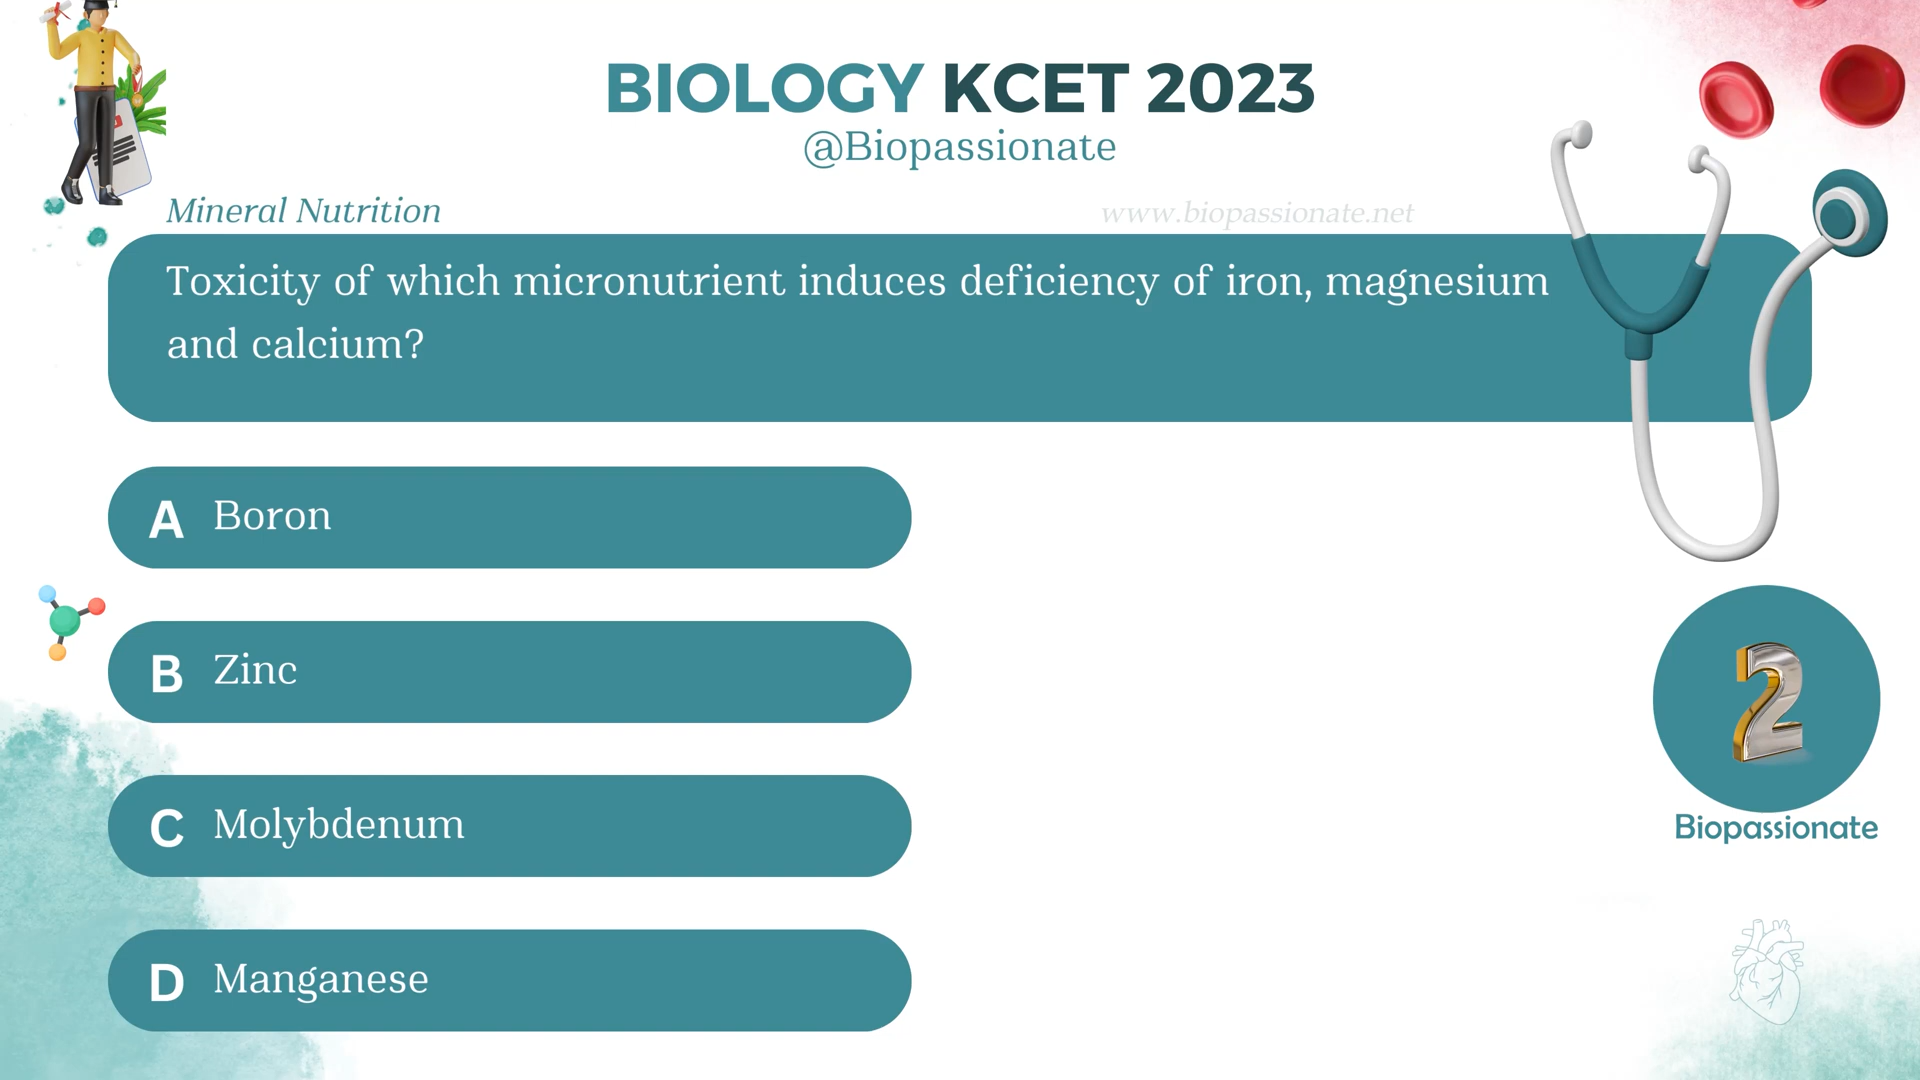 BIOLOGY KCET 2023
@Biopassionate
Mineral Nutrition
www.biopassionate.net
Toxicity of which micronutrient induces deficiency of iron, magnesium
and calcium?
A Boron
B Zinc
C Molybdenum
D Manganese
2
Biopassionate